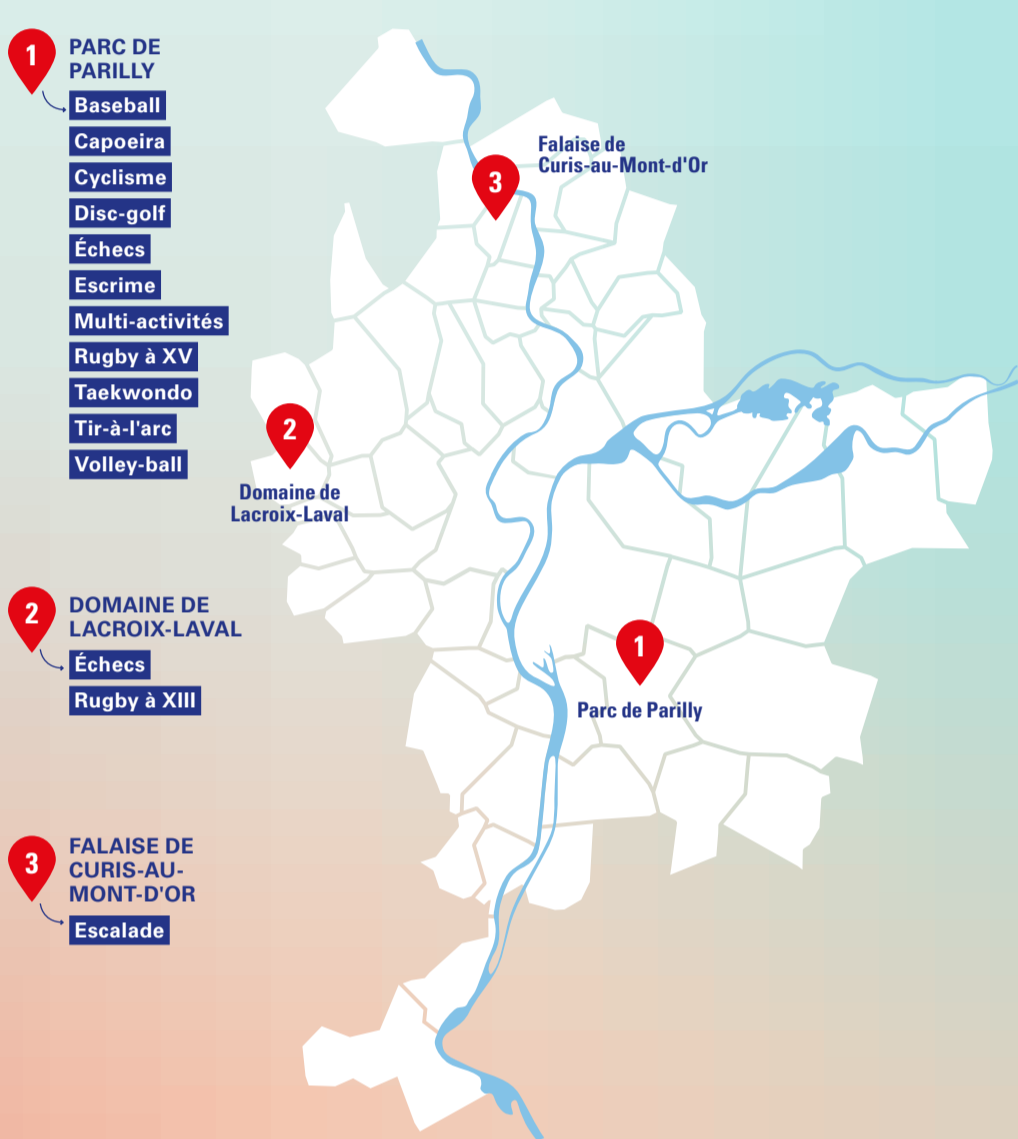 1
PARC DE
PARILLY
Baseball
Capoeira
Cyclisme
Disc-golf
Échecs
Escrime
Multi-activités
Rugby à XV
Taekwondo
Tir-à-l'arc
Volley-ball
2
DOMAINE DE
LACROIX-LAVAL
Échecs
Rugby à XIII
3
FALAISE DE
CURIS-AU-
MONT-D'OR
Escalade
3
Falaise de
Curis-au-Mont-d'Or
2
Domaine de
Lacroix-Laval
1
Parc de Parilly